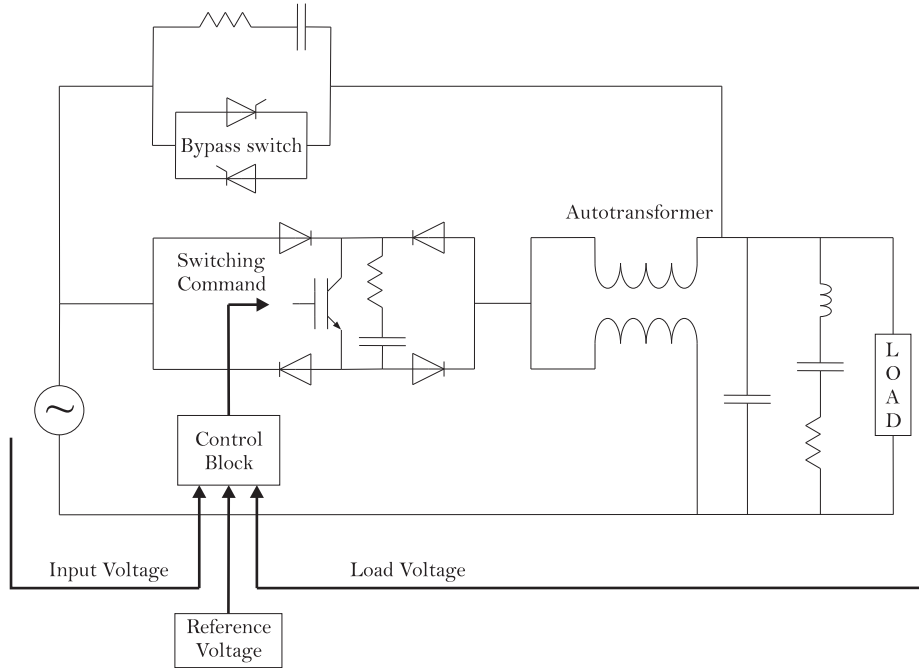 Bypass switch
Autotransformer
Switching
Command
L
O
A
D
Control
Block
Input Voltage
Load Voltage
Reference
Voltage